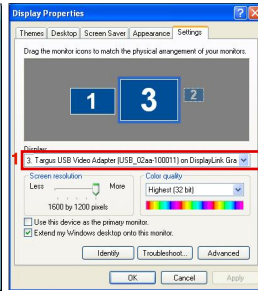 Display Properties
Themes Desktop Screen Saver Appearance Settings
Drag the monitor icons to match the physical arrangement of your monitors.
1 3 2
Display:
1
3. Targus USB Video Adapter (USB_02aa-100011) on DisplayLink Gra
Screen resolution
Less More
1600 by 1200 pixels
Color quality
Highest (32 bit)
Use this device as the primary monitor.
Extend my Windows desktop onto this monitor.
Identify Troubleshoot... Advanced
OK Cancel Apply